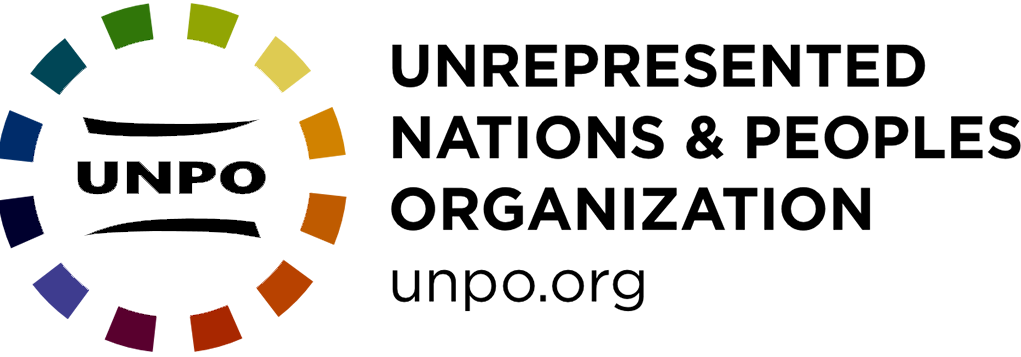 UNPO
UNREPRESENTED
NATIONS & PEOPLES
ORGANIZATION
unpo.org